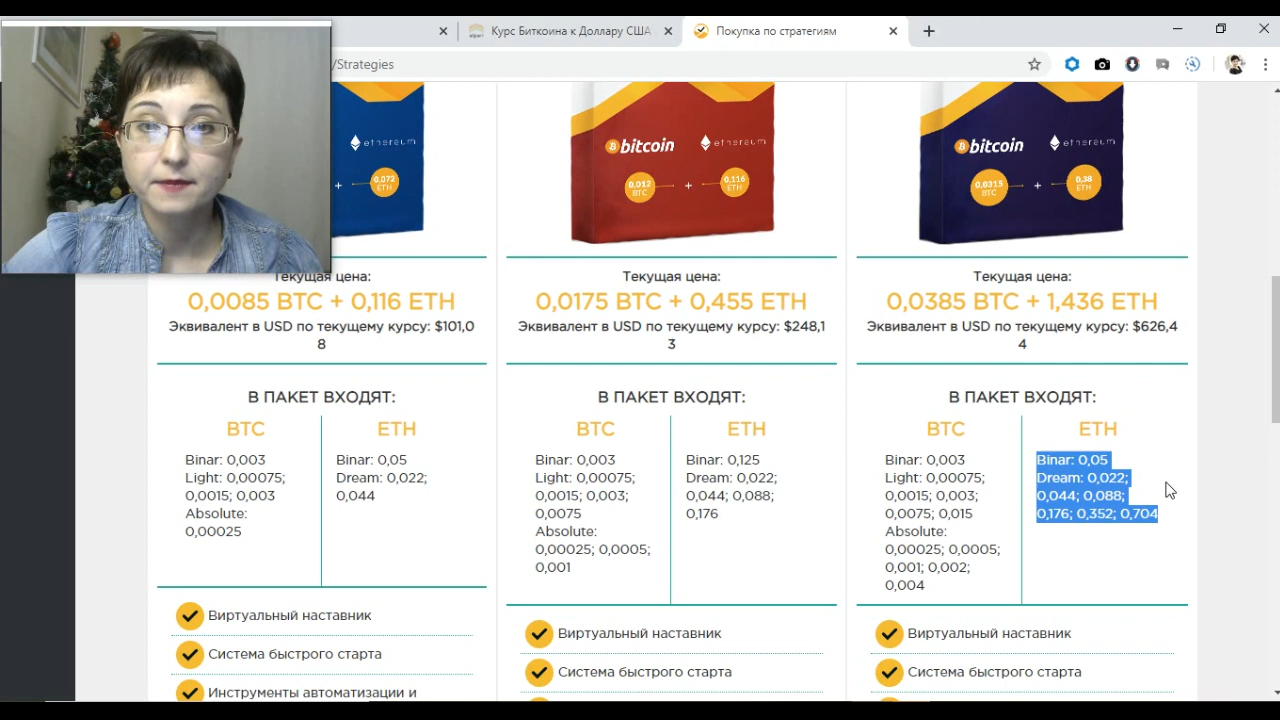 Курс Биткоина к Доллару США
Покупка по стратегиям
/Strategies
ethereum
0,072
ETH
+
bitcoin
ethereum
0,012
BTC
+
0,116
ETH
bitcoin
ethereum
0,0315
BTC
+
0,38
ETH
Текущая цена:
0,0085 BTC + 0,116 ETH
Эквивалент в USD по текущему курсу: $101,0
8
В ПАКЕТ ВХОДЯТ:
BTC
Binar: 0,003
Light: 0,00075;
0,0015; 0,003
Absolute:
0,00025
ETH
Binar: 0,05
Dream: 0,022;
0,044
Виртуальный наставник
Система быстрого старта
Инструменты автоматизации и
Текущая цена:
0,0175 BTC + 0,455 ETH
Эквивалент в USD по текущему курсу: $248,1
3
В ПАКЕТ ВХОДЯТ:
BTC
Binar: 0,003
Light: 0,00075;
0,0015; 0,003;
0,0075
Absolute:
0,00025; 0,0005;
0,001
ETH
Binar: 0,125
Dream: 0,022;
0,044; 0,088;
0,176
Виртуальный наставник
Система быстрого старта
Текущая цена:
0,0385 BTC + 1,436 ETH
Эквивалент в USD по текущему курсу: $626,4
4
В ПАКЕТ ВХОДЯТ:
BTC
Binar: 0,003
Light: 0,00075;
0,0015; 0,003;
0,0075; 0,015
Absolute:
0,00025; 0,0005;
0,001; 0,002;
0,004
ETH
Binar: 0,05
Dream: 0,022;
0,044; 0,088;
0,176; 0,352; 0,704
Виртуальный наставник
Система быстрого старта